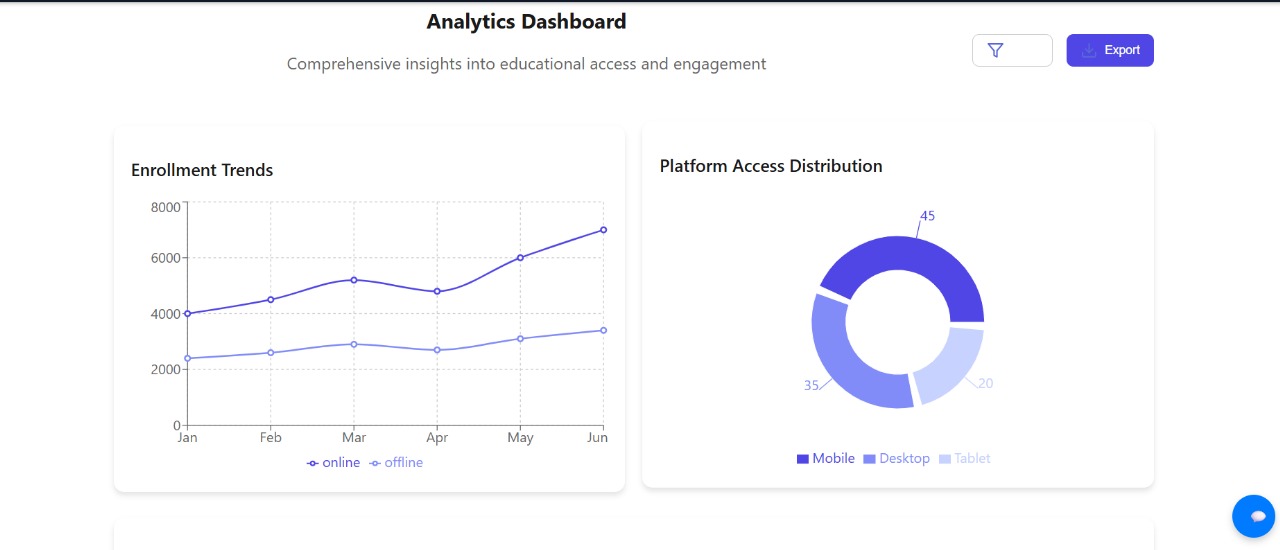 Analytics Dashboard
Comprehensive insights into educational access and engagement
Export
Enrollment Trends
8000
6000
4000
2000
0
Jan Feb Mar Apr May Jun
online offline
Platform Access Distribution
45
35
20
Mobile Desktop Tablet